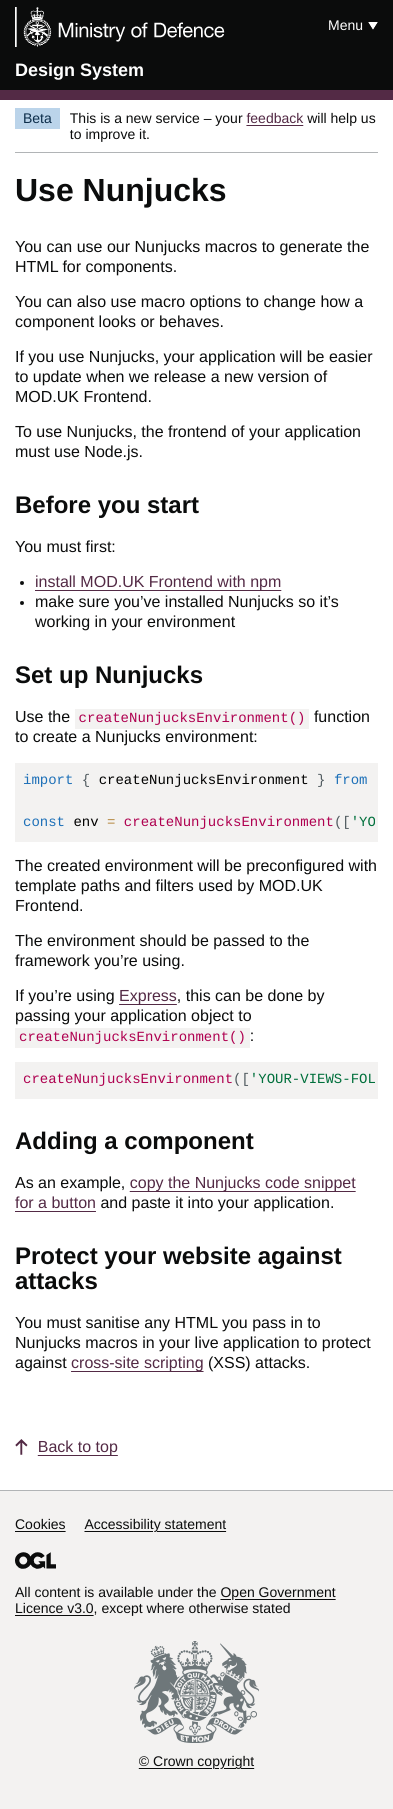 Ministry of Defence
Menu
Design System
Beta
This is a new service – your feedback will help us
to improve it.
Use Nunjucks
You can use our Nunjucks macros to generate the
HTML for components.
You can also use macro options to change how a
component looks or behaves.
If you use Nunjucks, your application will be easier
to update when we release a new version of
MOD.UK Frontend.
To use Nunjucks, the frontend of your application
must use Node.js.
Before you start
You must first:
• install MOD.UK Frontend with npm
• make sure you’ve installed Nunjucks so it’s
working in your environment
Set up Nunjucks
Use the createNunjucksEnvironment() function
to create a Nunjucks environment:
import { createNunjucksEnvironment } from
const env = createNunjucksEnvironment(['YO
The created environment will be preconfigured with
template paths and filters used by MOD.UK
Frontend.
The environment should be passed to the
framework you’re using.
If you’re using Express, this can be done by
passing your application object to
createNunjucksEnvironment():
createNunjucksEnvironment(['YOUR-VIEWS-FOL
Adding a component
As an example, copy the Nunjucks code snippet
for a button and paste it into your application.
Protect your website against
attacks
You must sanitise any HTML you pass in to
Nunjucks macros in your live application to protect
against cross-site scripting (XSS) attacks.
Back to top
Cookies Accessibility statement
OGL
All content is available under the Open Government
Licence v3.0, except where otherwise stated
DIEU ET MON DROIT
© Crown copyright